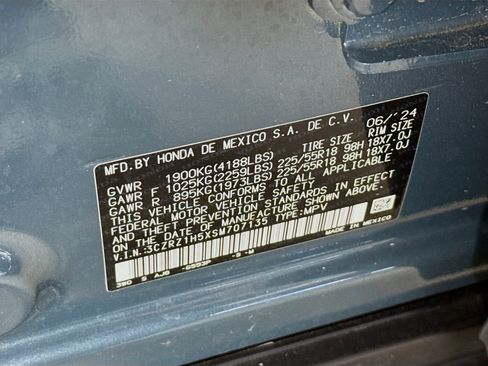 MFD.BY HONDA DE MEXICO S.A. DE C.V. 06/'24
TIRE SIZE RIM SIZE
GVWR 1900KG(4188LBS)
GAWR F 1025KG(2259LBS) 225/55R18 98H 18X7.0J
GAWR R 895KG(1973LBS) 225/55R18 98H 18X7.0J
THIS VEHICLE CONFORMS TO ALL APPLICABLE
FEDERAL MOTOR VEHICLE SAFETY
AND THEFT PREVENTION STANDARDS IN EFFECT
ON THE DATE OF MANUFACTURE SHOWN ABOVE.
V.I.N.:3CZRZ1H5XSM707135 TYPE:MPV
MADE IN MEXICO